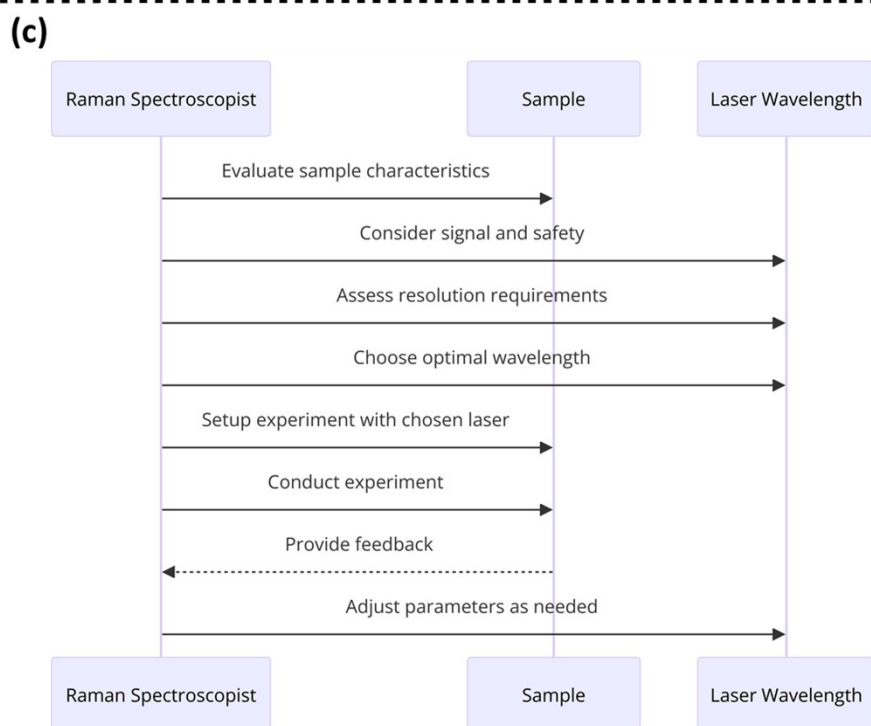 (c)
Raman Spectroscopist Sample Laser Wavelength
Evaluate sample characteristics
Consider signal and safety
Assess resolution requirements
Choose optimal wavelength
Setup experiment with chosen laser
Conduct experiment
Provide feedback
Adjust parameters as needed
Raman Spectroscopist Sample Laser Wavelength